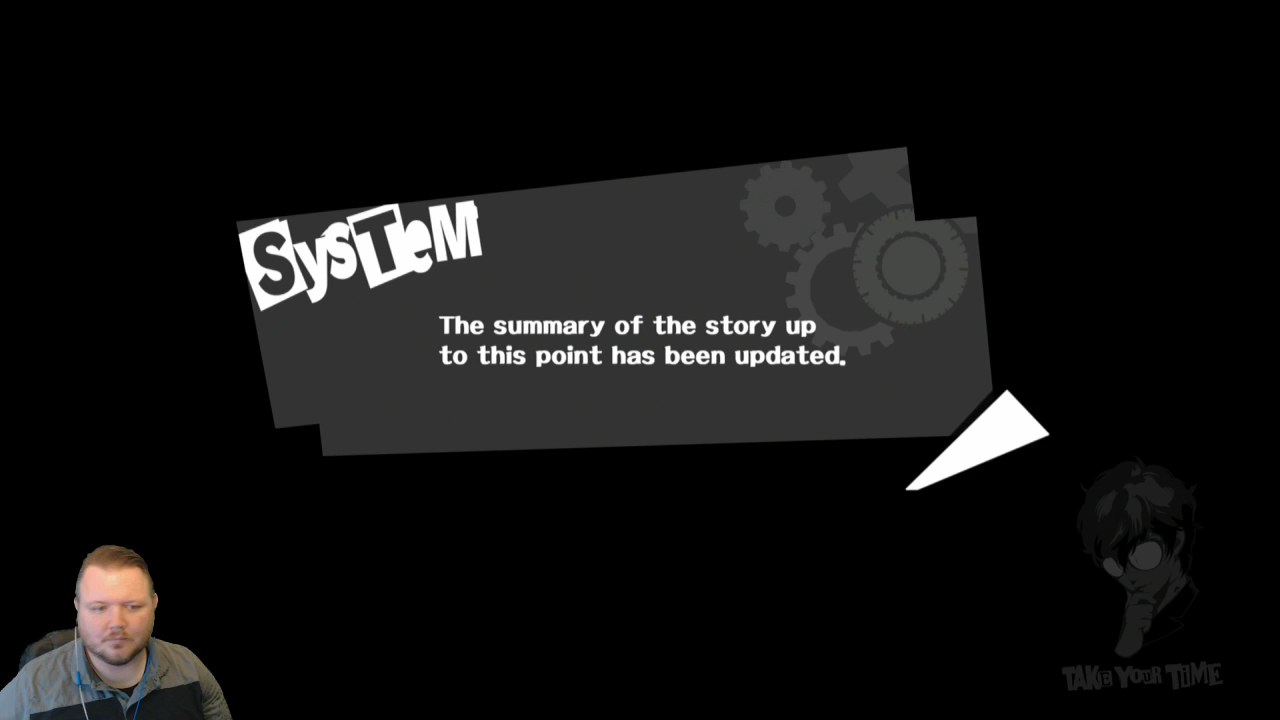 SysTeM
The summary of the story up
to this point has been updated.
TAKE YOUR TiME